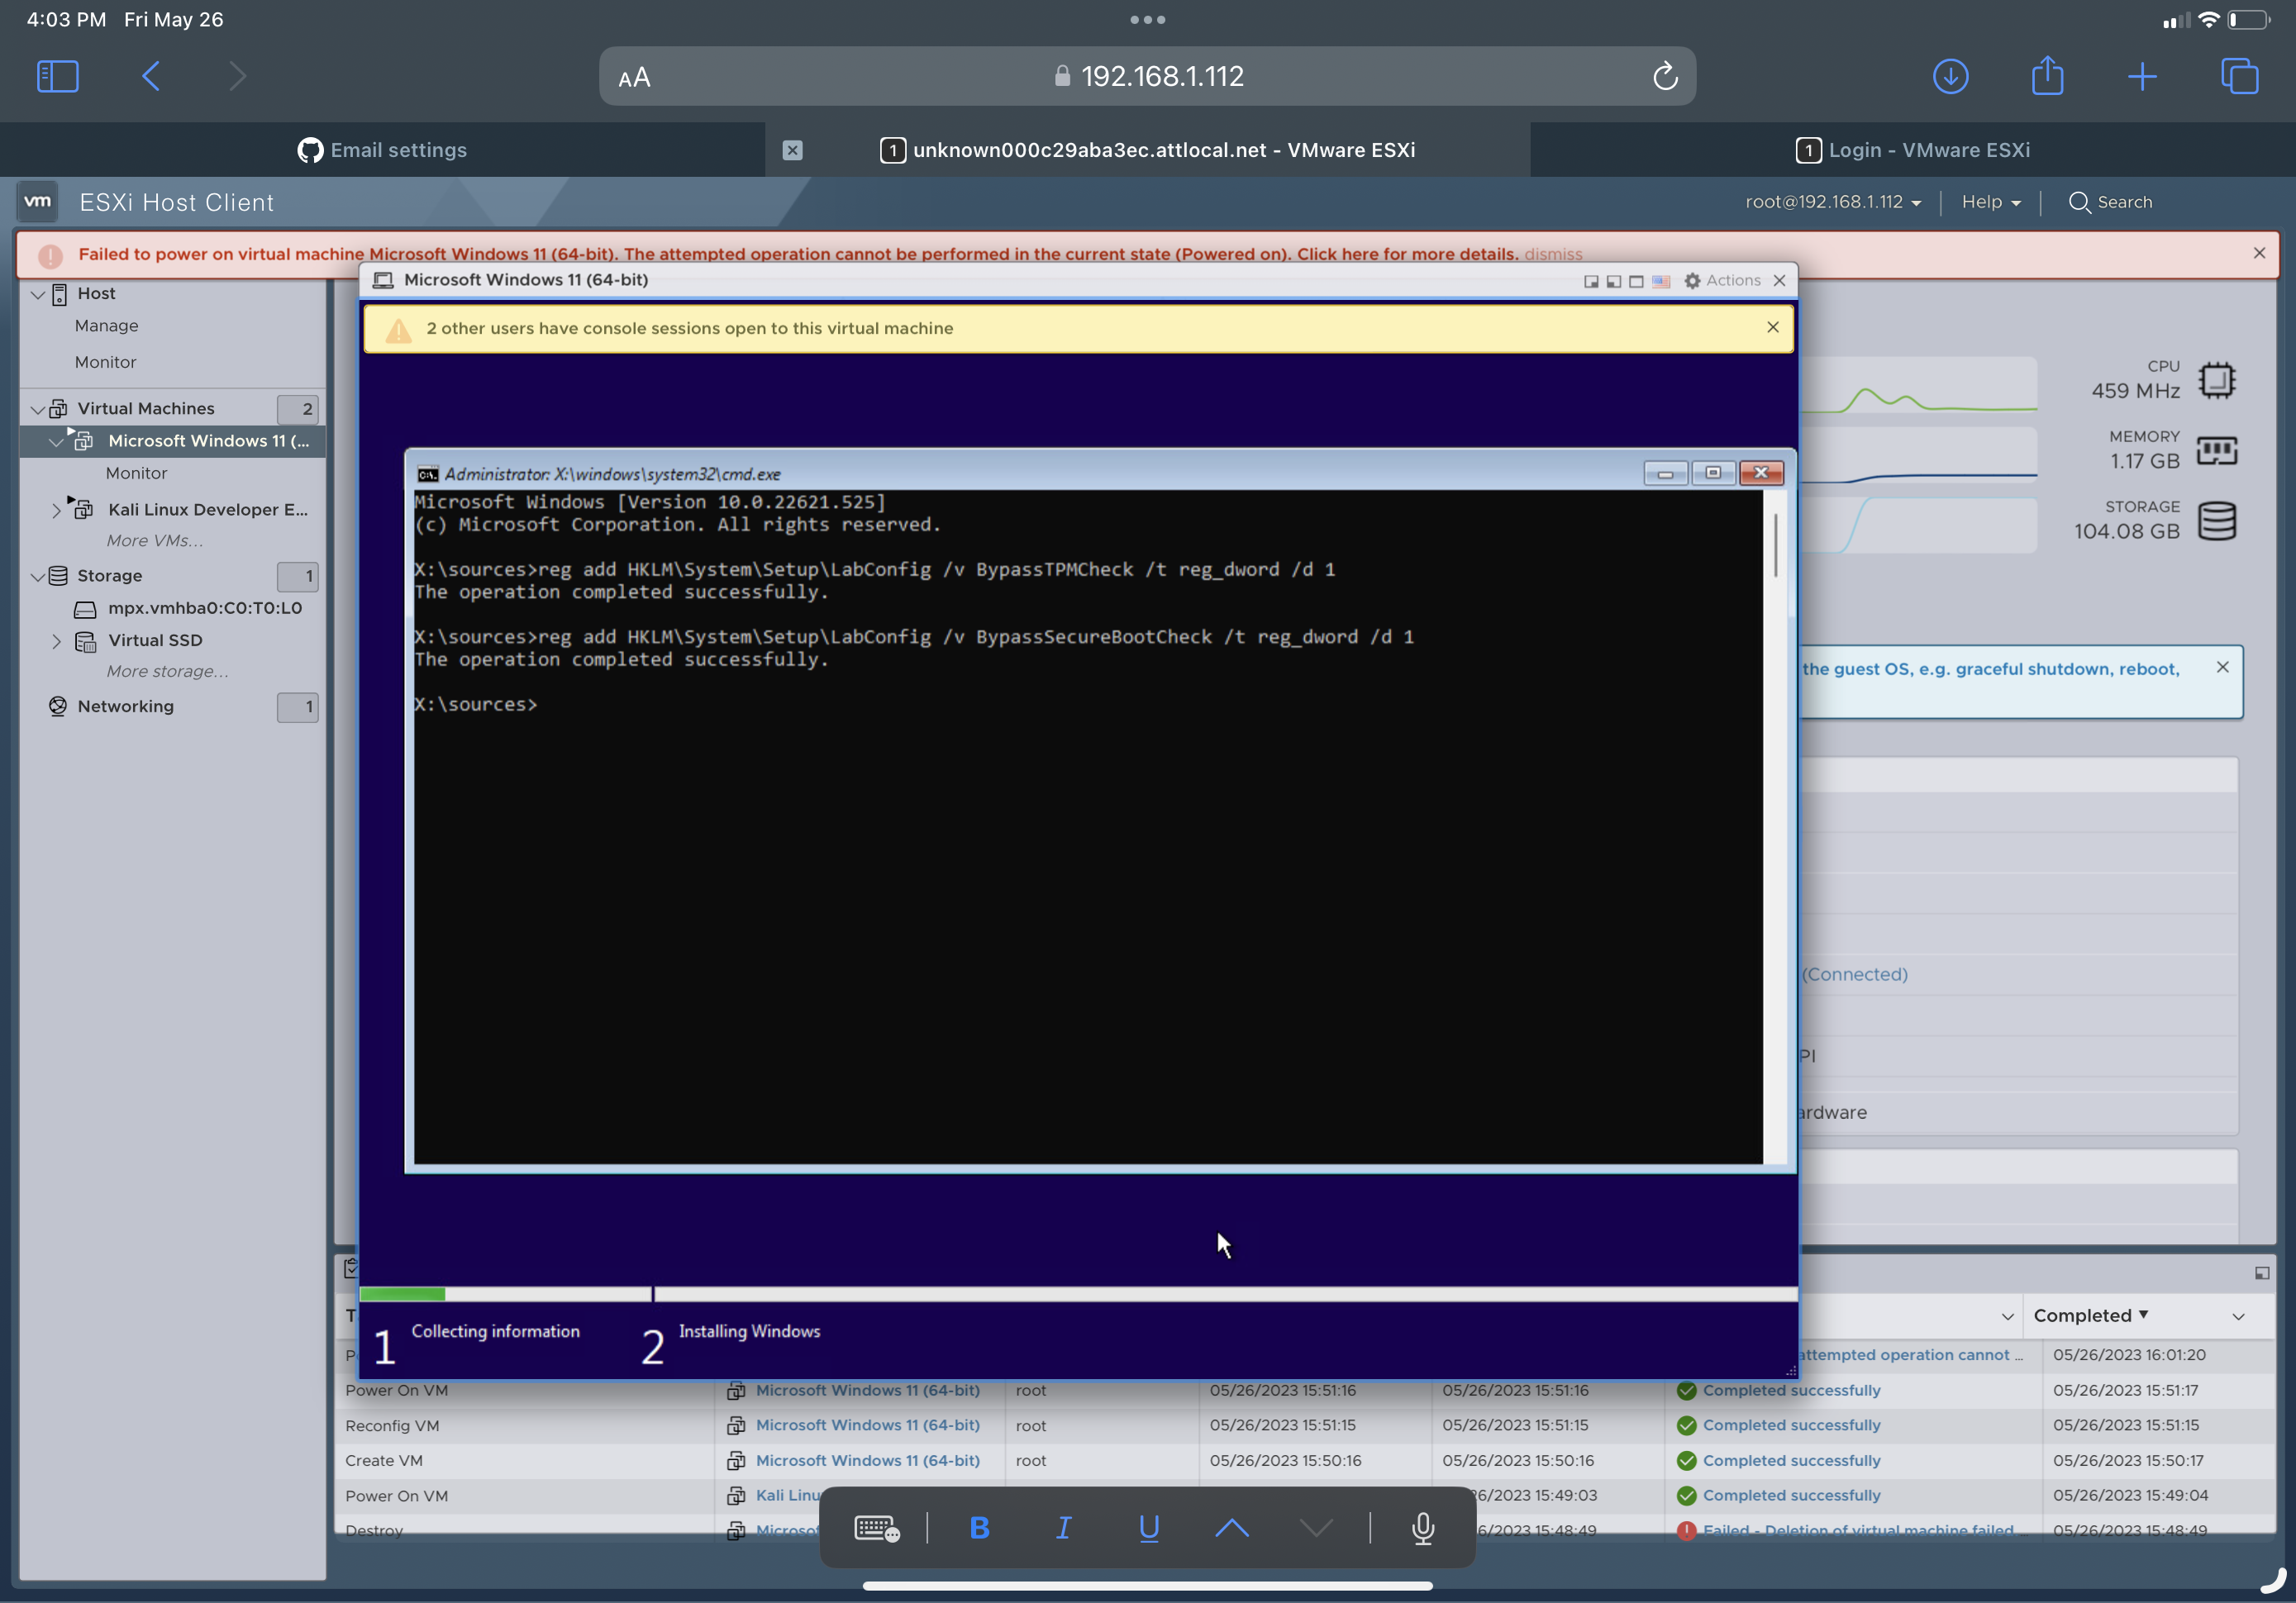 4:03 PM Fri May 26
AA
192.168.1.112
Email settings
1 unknown000c29aba3ec.attlocal.net - VMware ESXi
1 Login - VMware ESXi
vm ESXi Host Client
root@192.168.1.112
Help
Search
Failed to power on virtual machine Microsoft Windows 11 (64-bit). The attempted operation cannot be performed in the current state (Powered on). Click here for more details. dismiss
Host
Manage
Monitor
Virtual Machines 2
Microsoft Windows 11 (...
Monitor
Kali Linux Developer E...
More VMs...
Storage 1
mpx.vmhba0:C0:T0:L0
Virtual SSD
More storage...
Networking 1
Microsoft Windows 11 (64-bit)
Actions
2 other users have console sessions open to this virtual machine
Administrator: X:\windows\system32\cmd.exe
Microsoft Windows [Version 10.0.22621.525]
(c) Microsoft Corporation. All rights reserved.
X:\sources>reg add HKLM\System\Setup\LabConfig /v BypassTPMCheck /t reg_dword /d 1
The operation completed successfully.
X:\sources>reg add HKLM\System\Setup\LabConfig /v BypassSecureBootCheck /t reg_dword /d 1
The operation completed successfully.
X:\sources>
1 Collecting information
2 Installing Windows
CPU
459 MHz
MEMORY
1.17 GB
STORAGE
104.08 GB
the guest OS, e.g. graceful shutdown, reboot,
(Connected)
PI
ardware
Completed ▼
attempted operation cannot ... 05/26/2023 16:01:20
Power On VM Microsoft Windows 11 (64-bit) root 05/26/2023 15:51:16 05/26/2023 15:51:16 Completed successfully 05/26/2023 15:51:17
Reconfig VM Microsoft Windows 11 (64-bit) root 05/26/2023 15:51:15 05/26/2023 15:51:15 Completed successfully 05/26/2023 15:51:15
Create VM Microsoft Windows 11 (64-bit) root 05/26/2023 15:50:16 05/26/2023 15:50:16 Completed successfully 05/26/2023 15:50:17
Power On VM Kali Linu 6/2023 15:49:03 Completed successfully 05/26/2023 15:49:04
Destroy Microsof 6/2023 15:48:49 Failed - Deletion of virtual machine failed ... 05/26/2023 15:48:49
B I U